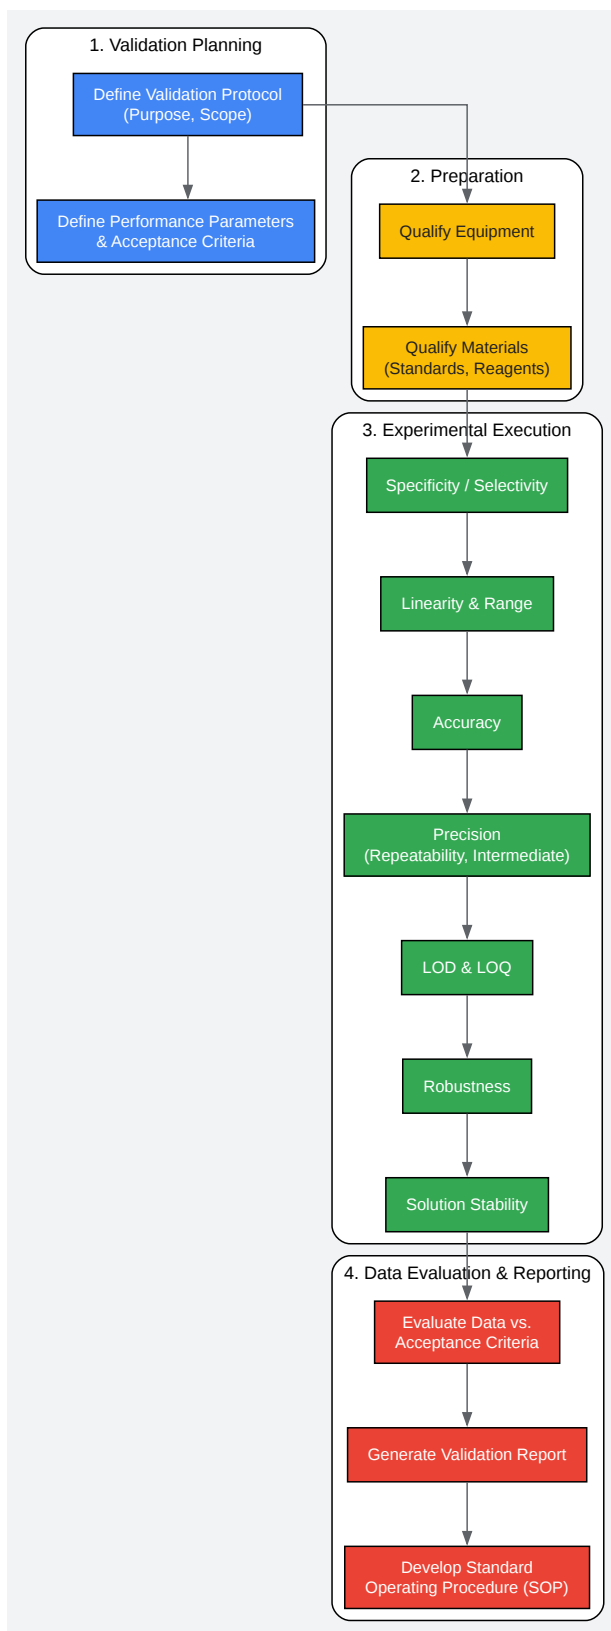 1. Validation Planning
Define Validation Protocol
(Purpose, Scope)
Define Performance Parameters
& Acceptance Criteria
2. Preparation
Qualify Equipment
Qualify Materials
(Standards, Reagents)
3. Experimental Execution
Specificity / Selectivity
Linearity & Range
Accuracy
Precision
(Repeatability, Intermediate)
LOD & LOQ
Robustness
Solution Stability
4. Data Evaluation & Reporting
Evaluate Data vs.
Acceptance Criteria
Generate Validation Report
Develop Standard
Operating Procedure (SOP)